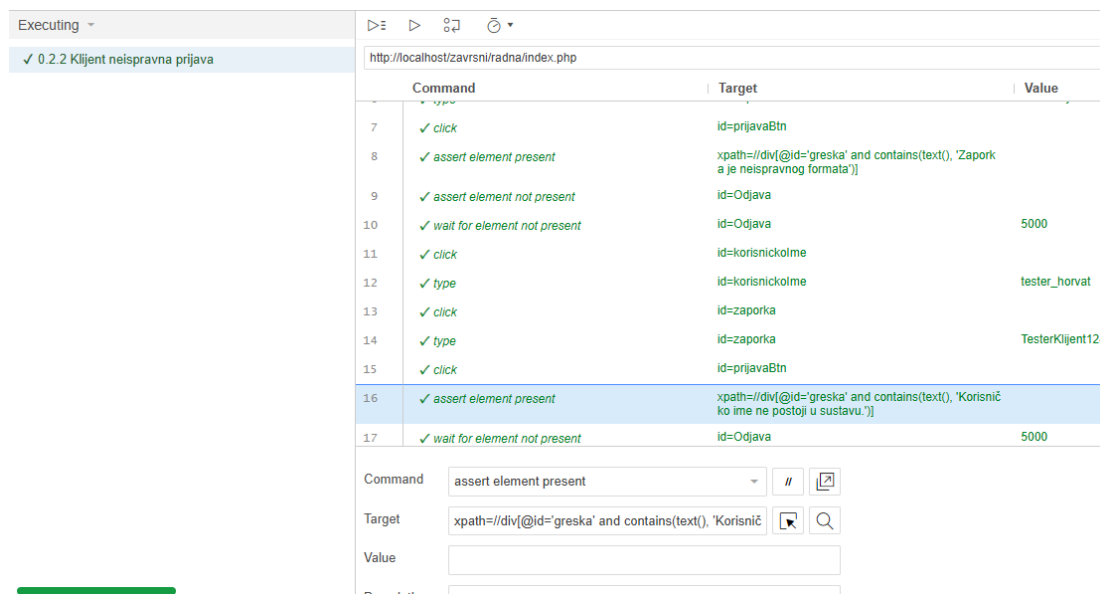 Executing
✓ 0.2.2 Klijent neispravna prijava
http://localhost/zavrsni/radna/index.php
Command Target Value
7 ✓ click id=prijavaBtn
8 ✓ assert element present xpath=//div[@id='greska' and contains(text(), 'Zapork
a je neispravnog formata')]
9 ✓ assert element not present id=Odjava
10 ✓ wait for element not present id=Odjava 5000
11 ✓ click id=korisnickoIme
12 ✓ type id=korisnickoIme tester_horvat
13 ✓ click id=zaporka
14 ✓ type id=zaporka TesterKlijent12
15 ✓ click id=prijavaBtn
16 ✓ assert element present xpath=//div[@id='greska' and contains(text(), 'Korisnič
ko ime ne postoji u sustavu.')]
17 ✓ wait for element not present id=Odjava 5000
Command assert element present //
Target xpath=//div[@id='greska' and contains(text(), 'Korisnič
Value